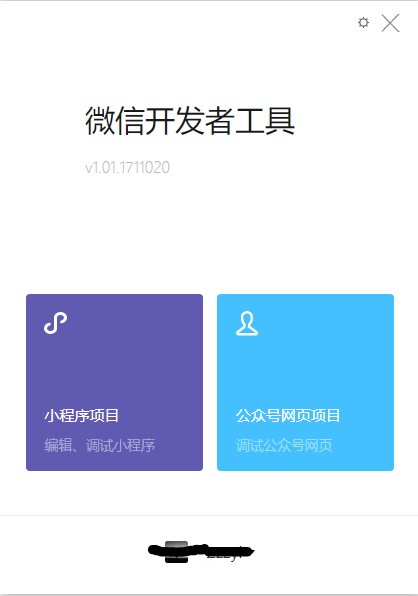 微信开发者工具
v1.01.1711020
小程序项目
编辑、调试小程序
公众号网页项目
调试公众号网页